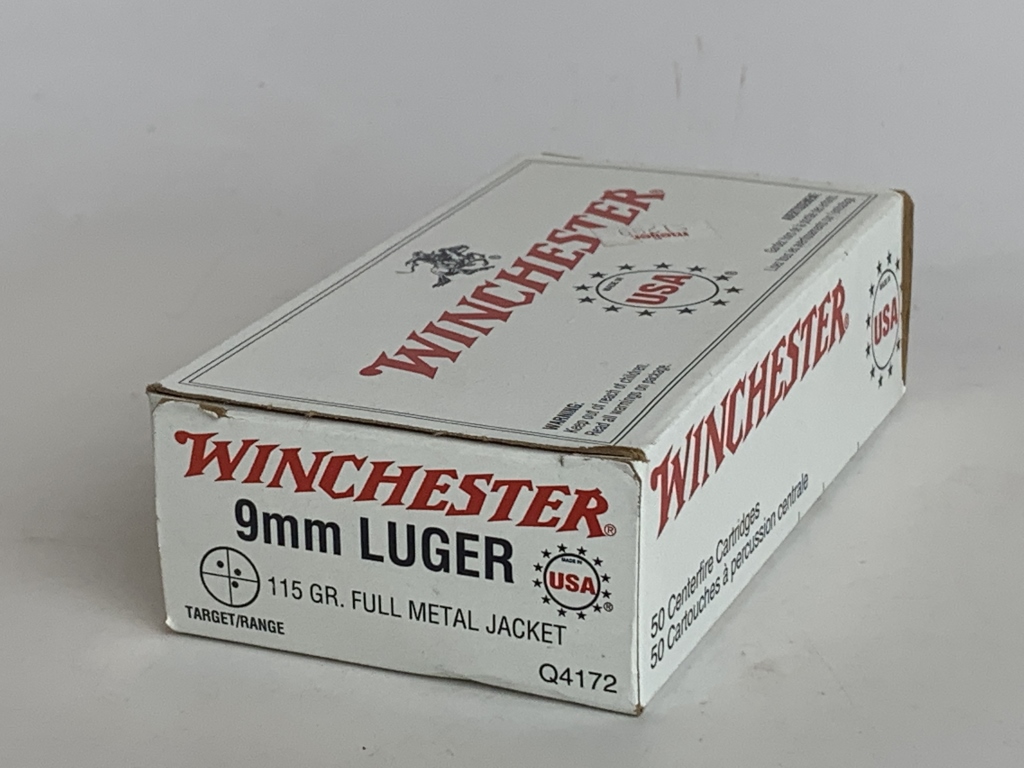 WINCHESTER®
MADE IN
USA
®
WARNING:
Keep out of reach of children.
Read all warnings on package.
WINCHESTER®
9mm LUGER
115 GR. FULL METAL JACKET
TARGET/RANGE
MADE IN
USA
®
Q4172
WINCHESTER®
USA
50 Centerfire Cartridges
50 Cartouches à percussion centrale